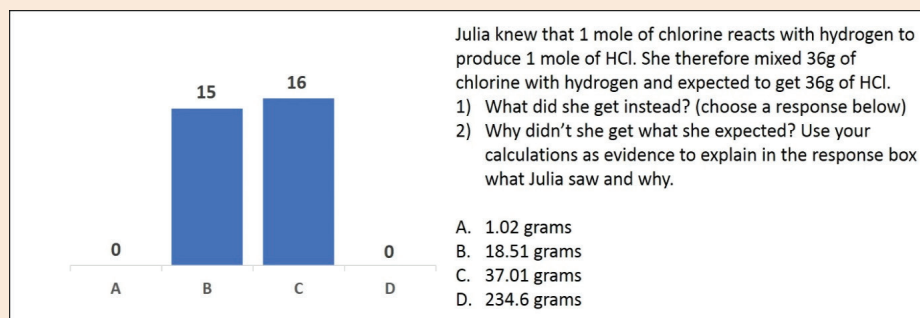 Julia knew that 1 mole of chlorine reacts with hydrogen to
produce 1 mole of HCl. She therefore mixed 36g of
chlorine with hydrogen and expected to get 36g of HCl.
1) What did she get instead? (choose a response below)
2) Why didn’t she get what she expected? Use your
calculations as evidence to explain in the response box
what Julia saw and why.
A. 1.02 grams
B. 18.51 grams
C. 37.01 grams
D. 234.6 grams
0
15
16
0
A
B
C
D